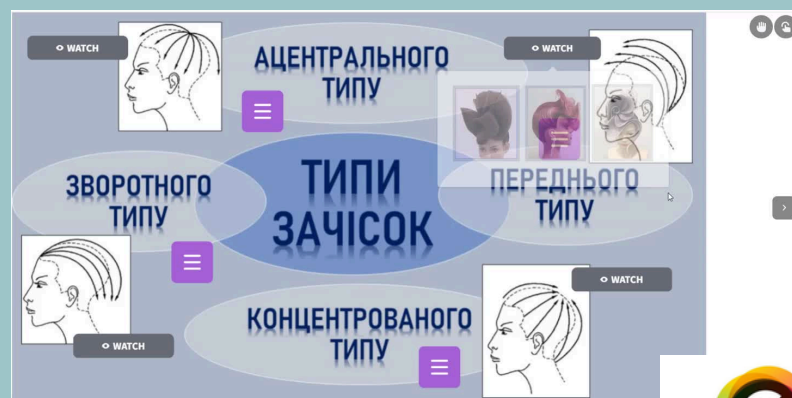 WATCH
АЦЕНТРАЛЬНОГО
ТИПУ
WATCH
ЗВОРОТНОГО
ТИПУ
ТИПИ
ЗАЧІСОК
ПЕРЕДНЬОГО
ТИПУ
WATCH
КОНЦЕНТРОВАНОГО
ТИПУ
WATCH